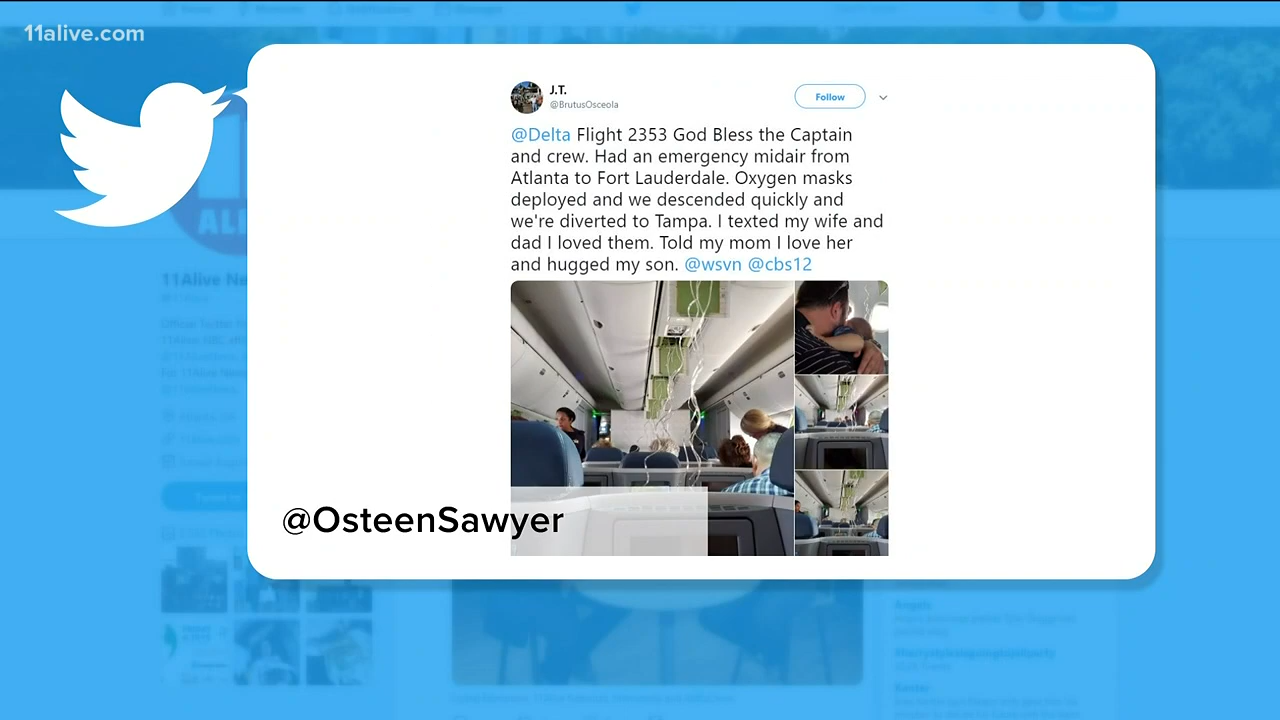 11alive.com
J.T.
@BrutusOsceola
Follow
@Delta Flight 2353 God Bless the Captain
and crew. Had an emergency midair from
Atlanta to Fort Lauderdale. Oxygen masks
deployed and we descended quickly and
we're diverted to Tampa. I texted my wife and
dad I loved them. Told my mom I love her
and hugged my son. @wsvn @cbs12
@OsteenSawyer
11Alive Ne